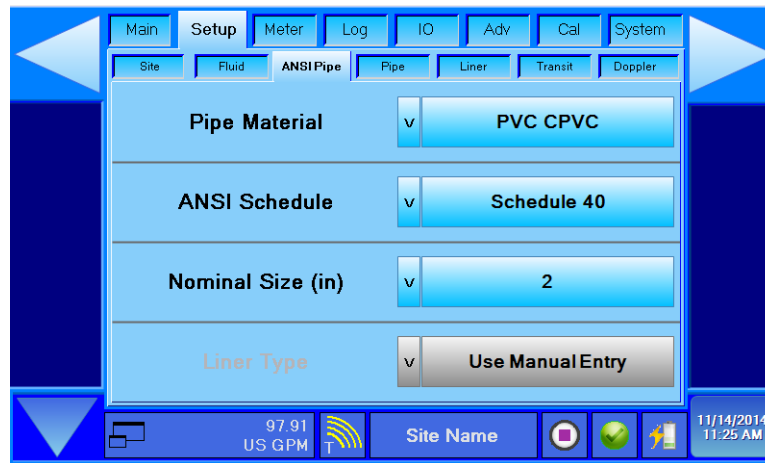 Main Setup Meter Log IO Adv Cal System
Site Fluid ANSI Pipe Pipe Liner Transit Doppler
Pipe Material v PVC CPVC
ANSI Schedule v Schedule 40
Nominal Size (in) v 2
Liner Type v Use Manual Entry
97.91
US GPM T Site Name
11/14/2014
11:25 AM